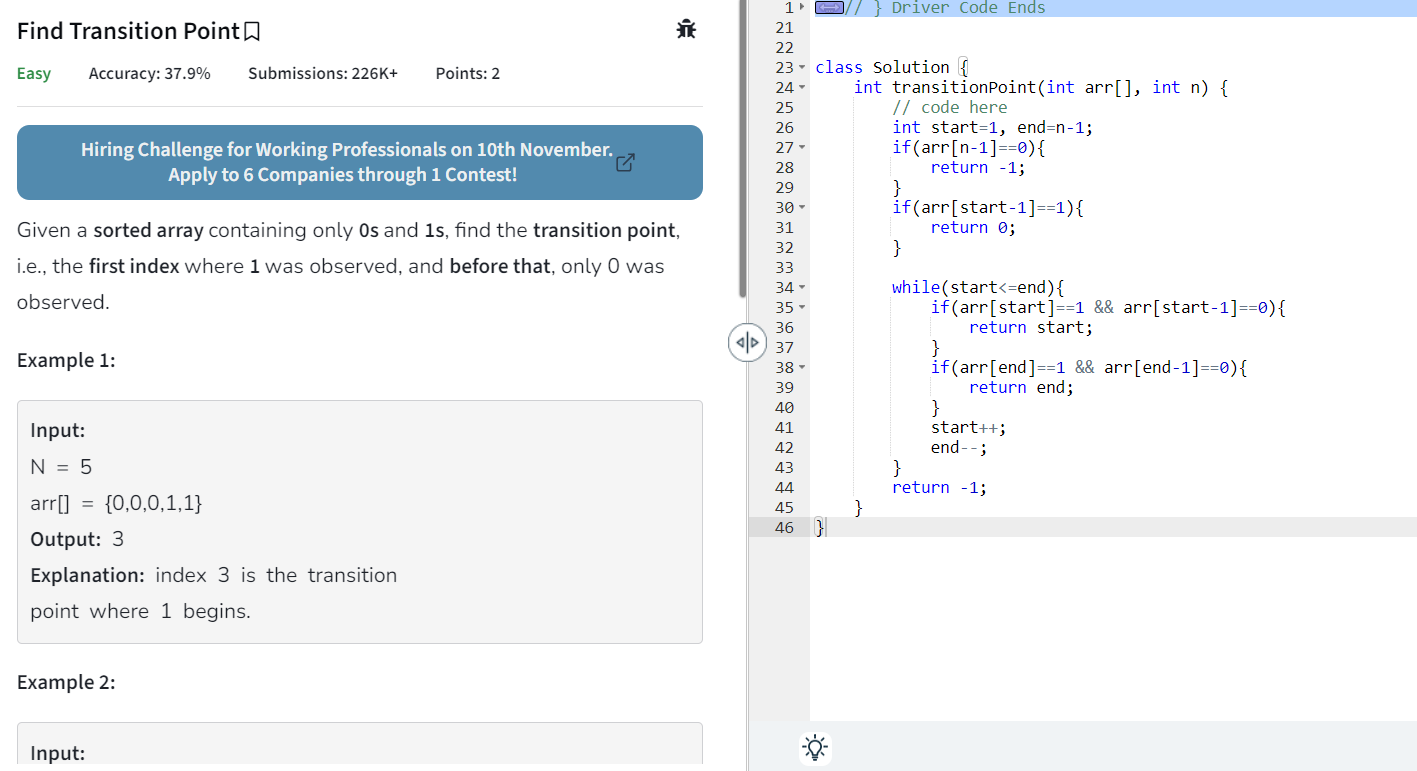 Find Transition Point
Easy Accuracy: 37.9% Submissions: 226K+ Points: 2
Hiring Challenge for Working Professionals on 10th November.
Apply to 6 Companies through 1 Contest!
Given a sorted array containing only 0s and 1s, find the transition point,
i.e., the first index where 1 was observed, and before that, only 0 was
observed.
Example 1:
Input:
N = 5
arr[] = {0,0,0,1,1}
Output: 3
Explanation: index 3 is the transition
point where 1 begins.
Example 2:
Input:
1 // } Driver Code Ends
21
22
23 class Solution {
24     int transitionPoint(int arr[], int n) {
25         // code here
26         int start=1, end=n-1;
27         if(arr[n-1]==0){
28             return -1;
29         }
30         if(arr[start-1]==1){
31             return 0;
32         }
33
34         while(start<=end){
35             if(arr[start]==1 && arr[start-1]==0){
36                 return start;
37             }
38             if(arr[end]==1 && arr[end-1]==0){
39                 return end;
40             }
41             start++;
42             end--;
43         }
44         return -1;
45     }
46 }